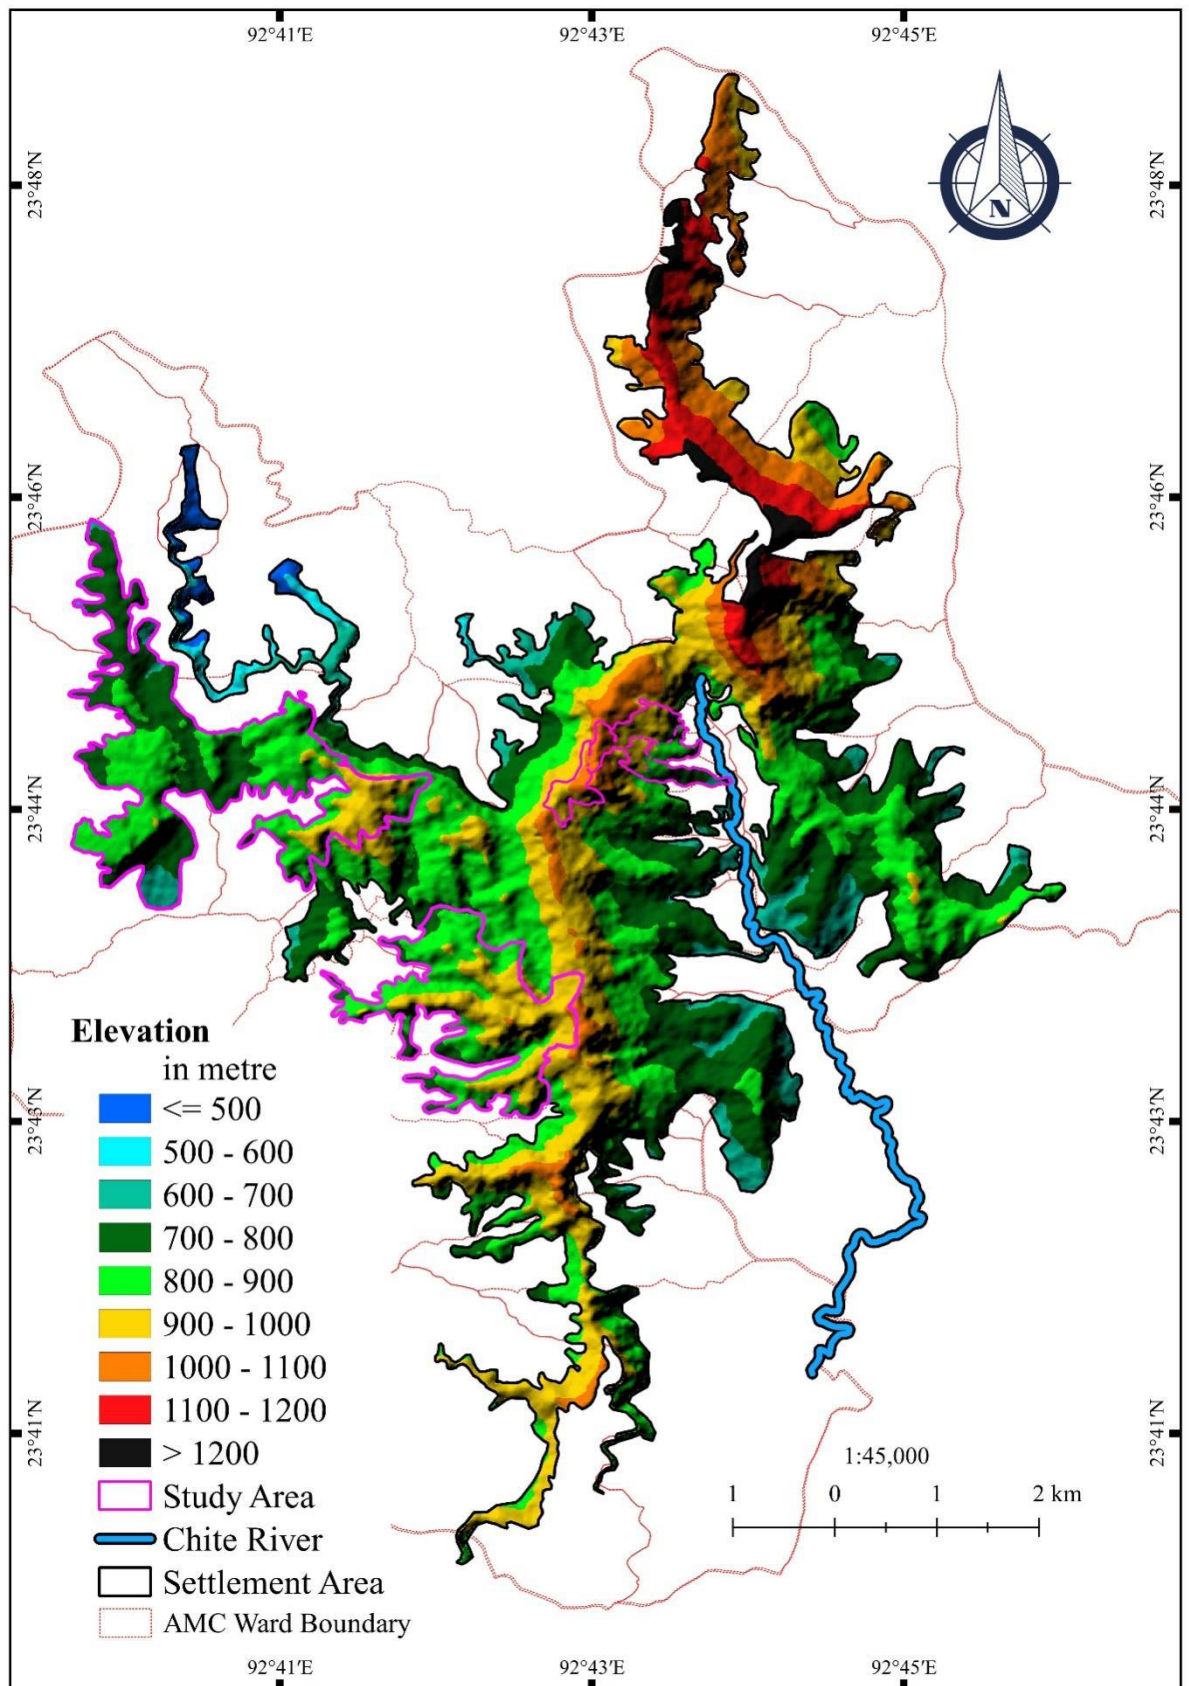 92°41'E 92°43'E 92°45'E
23°48'N 23°48'N
N
23°46'N 23°46'N
23°44'N 23°44'N
Elevation
in metre
<= 500
23°43'N 23°43'N
500 - 600
600 - 700
700 - 800
800 - 900
900 - 1000
1000 - 1100
1100 - 1200
23°41'N 23°41'N
> 1200
1:45,000
Study Area
1 0 1 2 km
Chite River
Settlement Area
AMC Ward Boundary
92°41'E 92°43'E 92°45'E